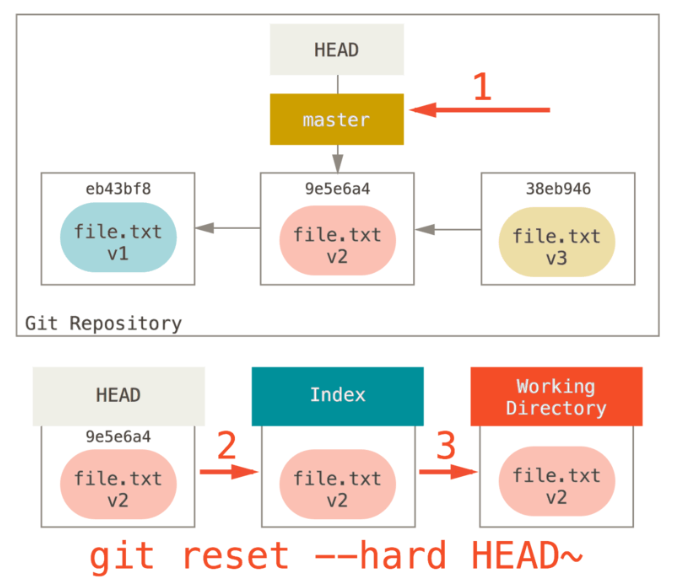 HEAD
1
master
eb43bf8
9e5e6a4
38eb946
file.txt
v1
file.txt
v2
file.txt
v3
Git Repository
HEAD
Index
Working
Directory
9e5e6a4
file.txt
v2
2
file.txt
v2
3
file.txt
v2
git reset --hard HEAD~